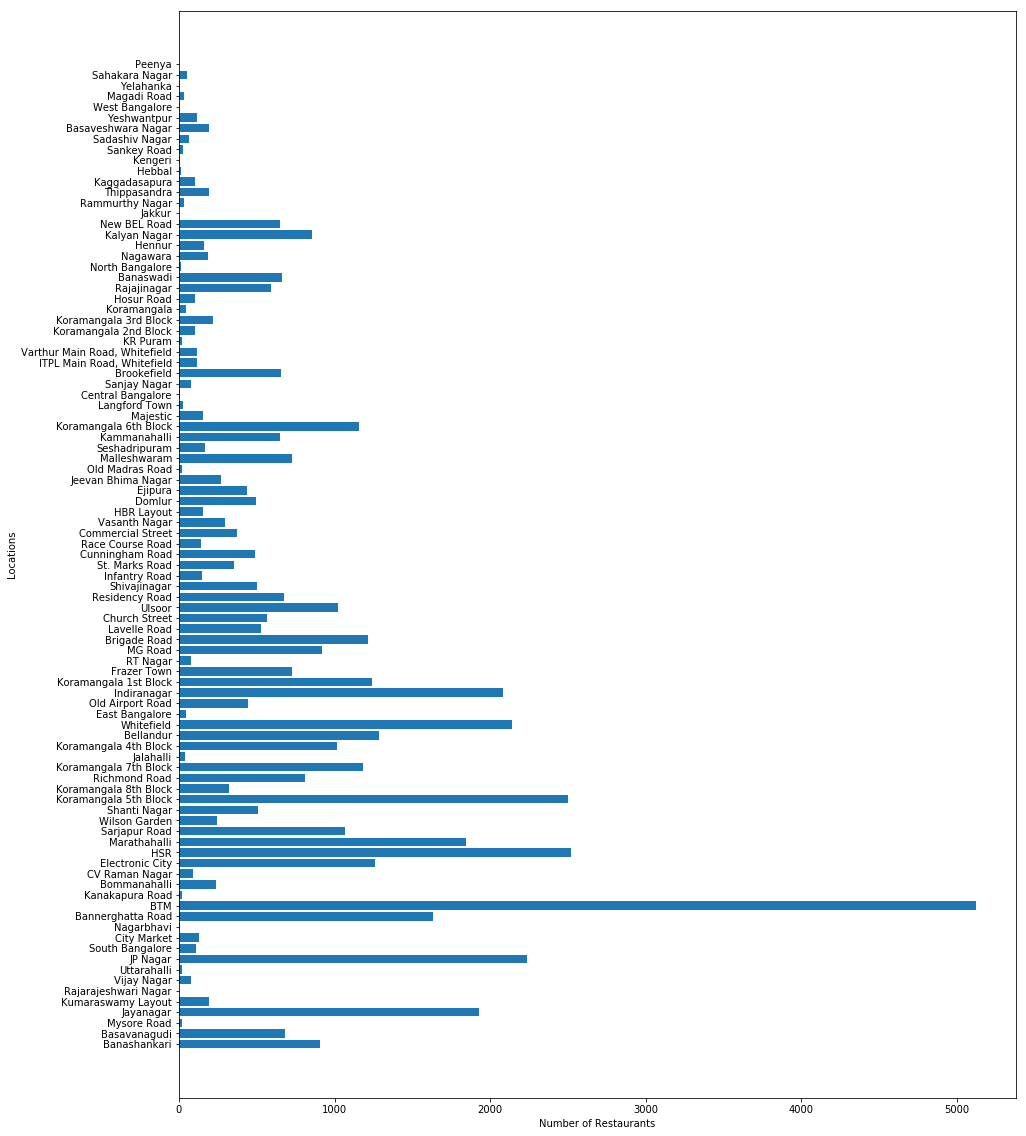 Peenya
Sahakara Nagar
Yelahanka
Magadi Road
West Bangalore
Yeshwantpur
Basaveshwara Nagar
Sadashiv Nagar
Sankey Road
Kengeri
Hebbal
Kaggadasapura
Thippasandra
Rammurthy Nagar
Jakkur
New BEL Road
Kalyan Nagar
Hennur
Nagawara
North Bangalore
Banaswadi
Rajajinagar
Hosur Road
Koramangala
Koramangala 3rd Block
Koramangala 2nd Block
KR Puram
Varthur Main Road, Whitefield
ITPL Main Road, Whitefield
Brookefield
Sanjay Nagar
Central Bangalore
Langford Town
Majestic
Koramangala 6th Block
Kammanahalli
Seshadripuram
Malleshwaram
Old Madras Road
Jeevan Bhima Nagar
Ejipura
Domlur
HBR Layout
Vasanth Nagar
Commercial Street
Race Course Road
Cunningham Road
St. Marks Road
Infantry Road
Shivajinagar
Residency Road
Ulsoor
Church Street
Lavelle Road
Brigade Road
MG Road
RT Nagar
Frazer Town
Koramangala 1st Block
Indiranagar
Old Airport Road
East Bangalore
Whitefield
Bellandur
Koramangala 4th Block
Jalahalli
Koramangala 7th Block
Richmond Road
Koramangala 8th Block
Koramangala 5th Block
Shanti Nagar
Wilson Garden
Sarjapur Road
Marathahalli
HSR
Electronic City
CV Raman Nagar
Bommanahalli
Kanakapura Road
BTM
Bannerghatta Road
Nagarbhavi
City Market
South Bangalore
JP Nagar
Uttarahalli
Vijay Nagar
Rajarajeshwari Nagar
Kumaraswamy Layout
Jayanagar
Mysore Road
Basavanagudi
Banashankari
Locations
0 1000 2000 3000 4000 5000
Number of Restaurants